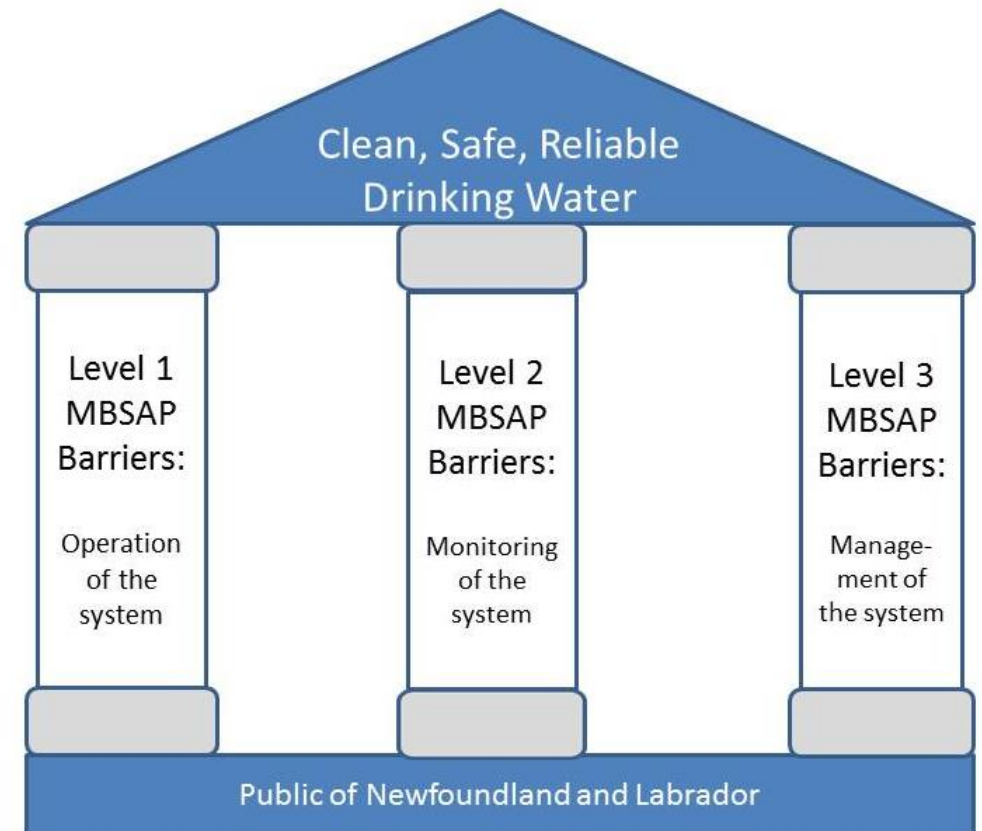 Clean, Safe, Reliable
Drinking Water
Level 1
MBSAP
Barriers:
Operation
of the
system
Level 2
MBSAP
Barriers:
Monitoring
of the
system
Level 3
MBSAP
Barriers:
Manage-
ment of
the system
Public of Newfoundland and Labrador